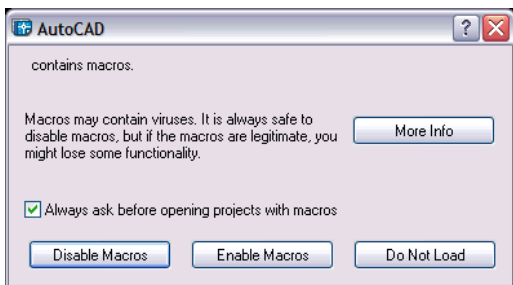 AutoCAD
contains macros.
Macros may contain viruses. It is always safe to
disable macros, but if the macros are legitimate, you
might lose some functionality.
More Info
Always ask before opening projects with macros
Disable Macros
Enable Macros
Do Not Load